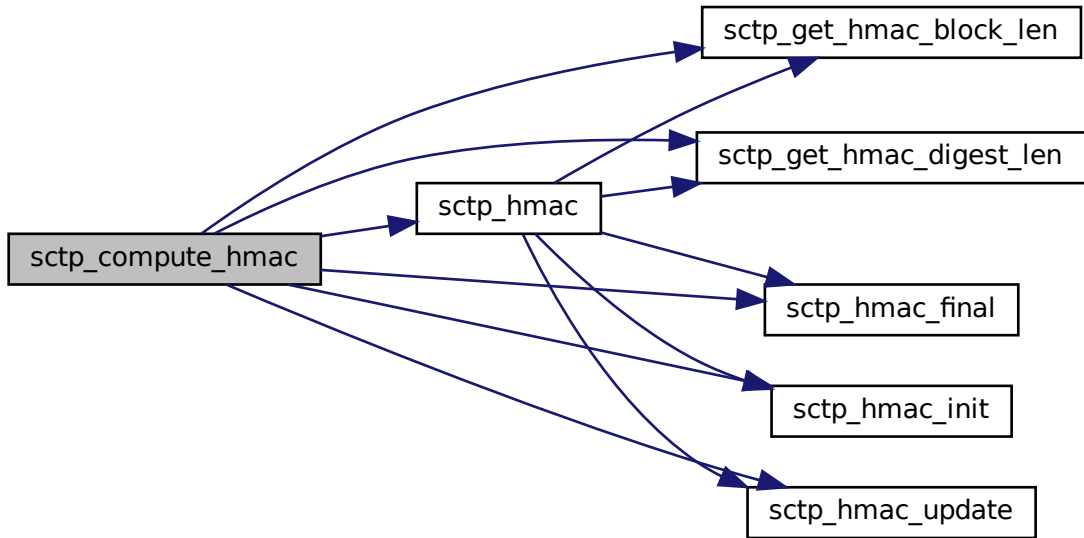 sctp_get_hmac_block_len
sctp_get_hmac_digest_len
sctp_hmac
sctp_compute_hmac
sctp_hmac_final
sctp_hmac_init
sctp_hmac_update